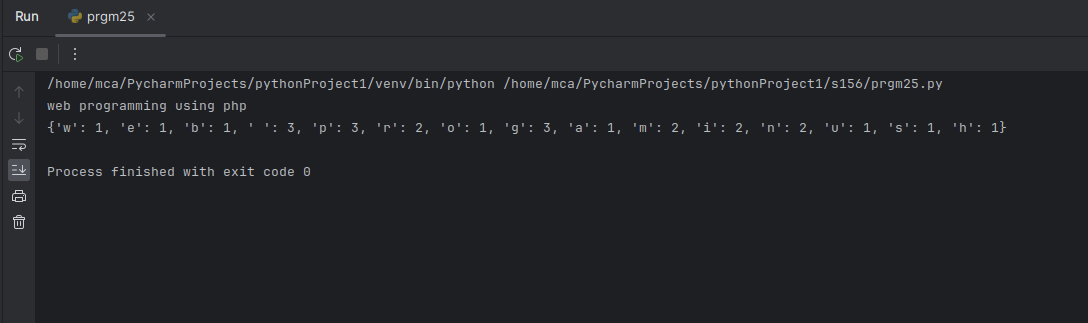 Run prgm25
/home/mca/PycharmProjects/pythonProject1/venv/bin/python /home/mca/PycharmProjects/pythonProject1/s156/prgm25.py
web programming using php
{'w': 1, 'e': 1, 'b': 1, ' ': 3, 'p': 3, 'r': 2, 'o': 1, 'g': 3, 'a': 1, 'm': 2, 'i': 2, 'n': 2, 'u': 1, 's': 1, 'h': 1}
Process finished with exit code 0